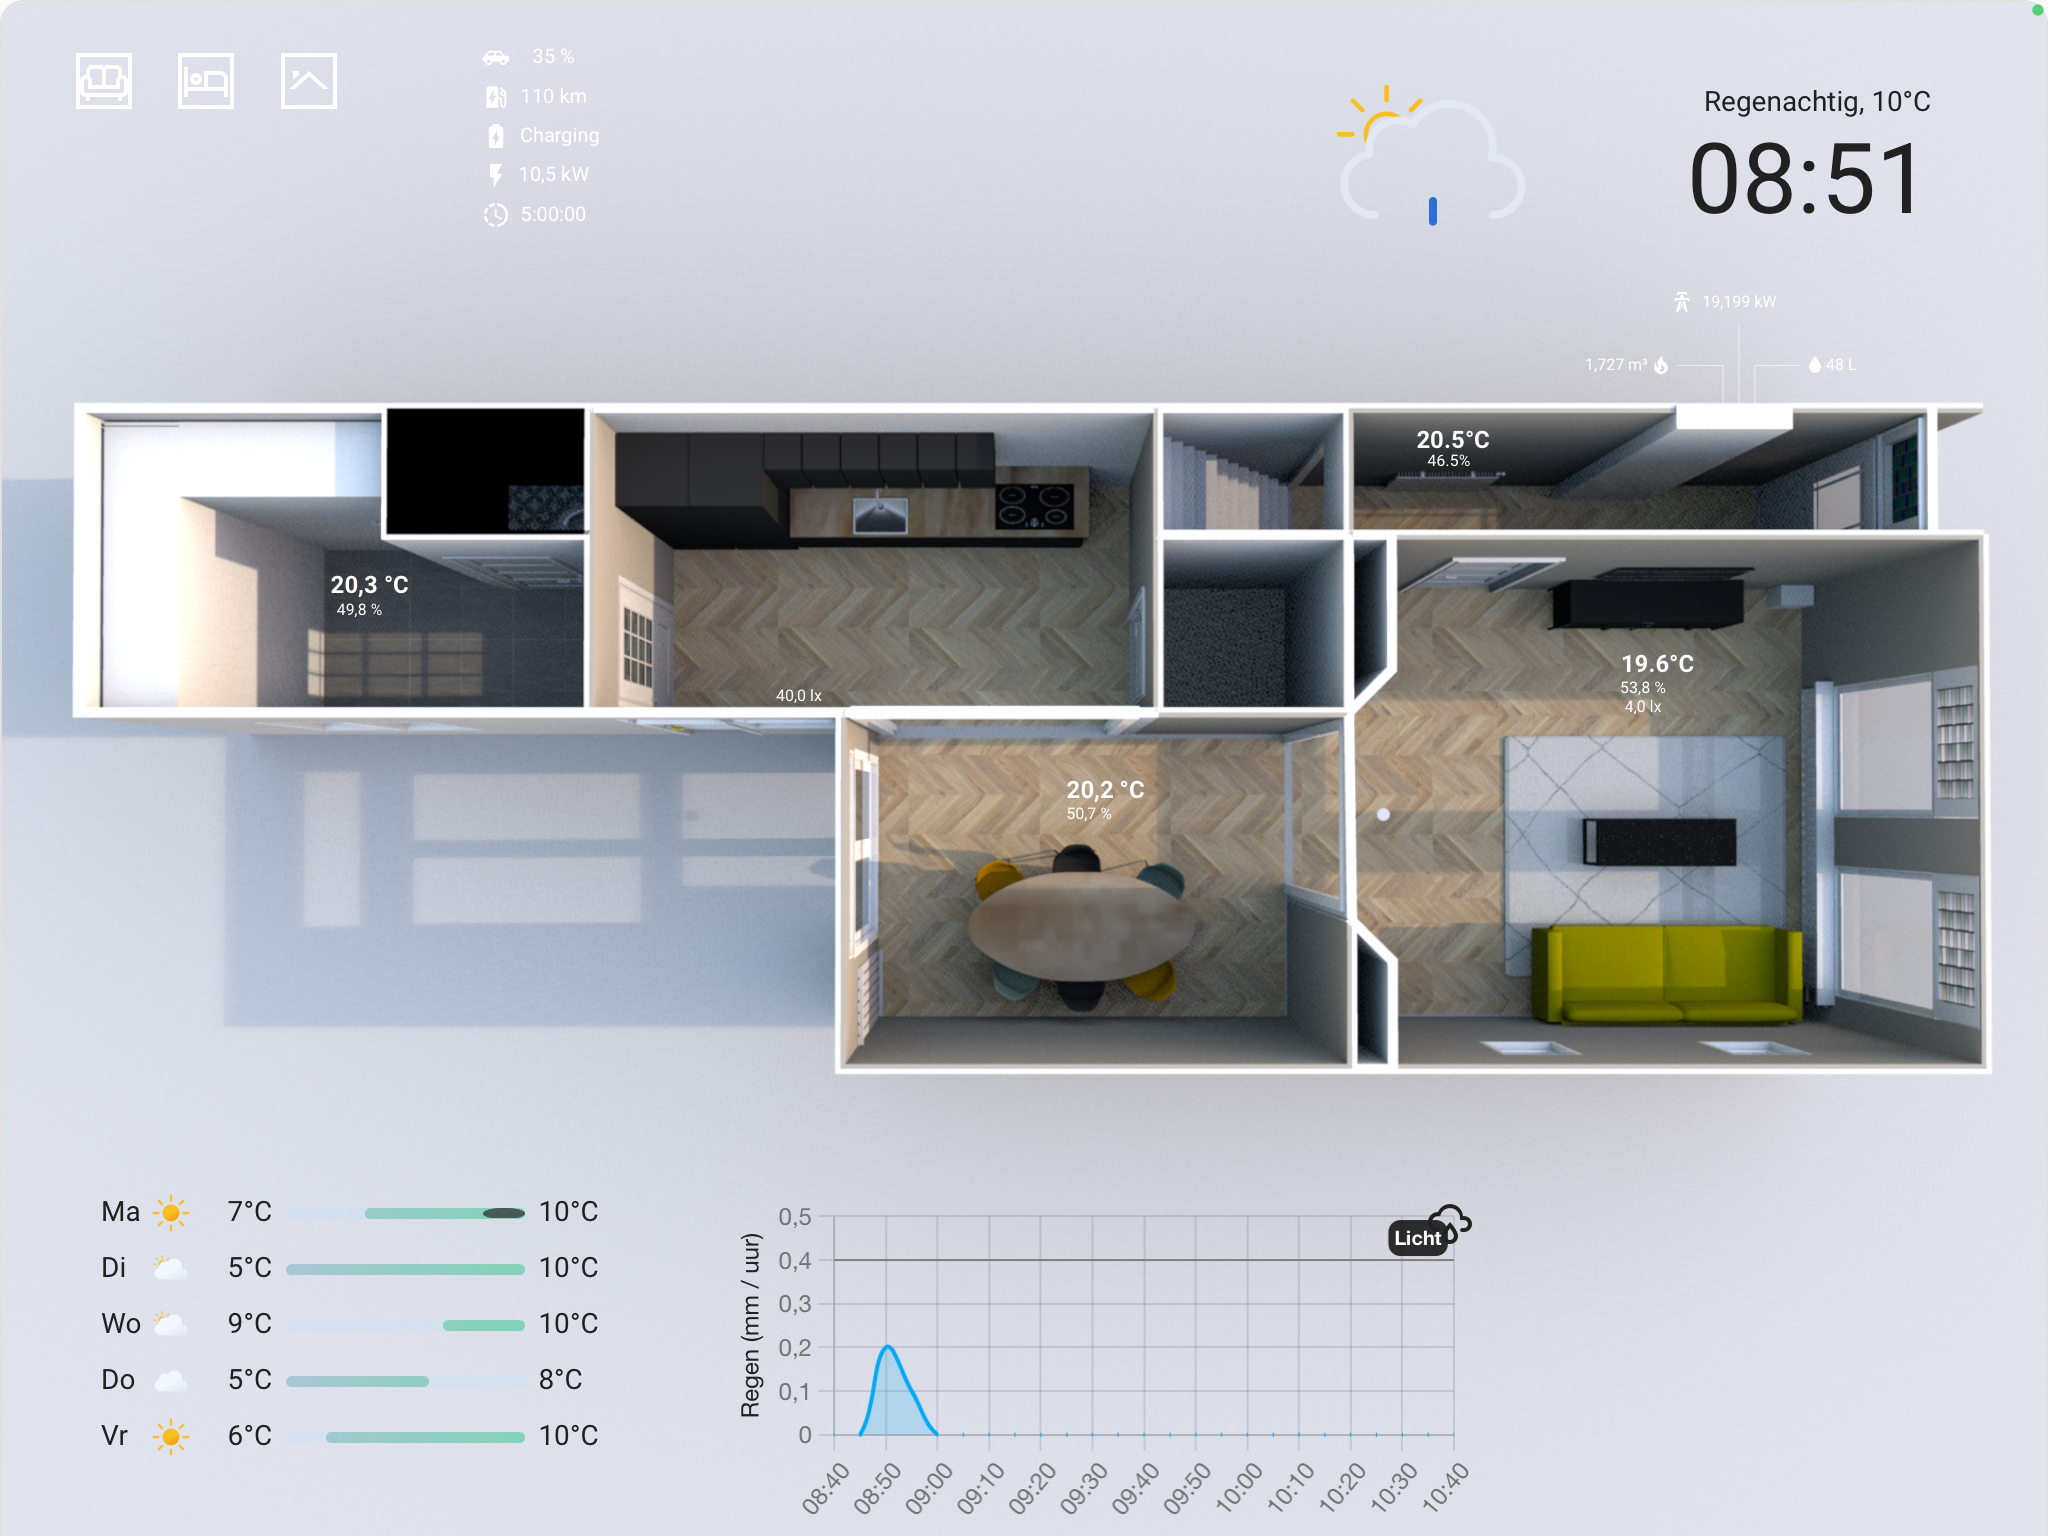 35 %
110 km
Charging
10,5 kW
5:00:00
Regenachtig, 10°C
08:51
19,199 kW
1,727 m³
48 L
20.5°C
46.5%
20,3 °C
49,8 %
40,0 lx
19.6°C
53,8 %
4,0 lx
20,2 °C
50,7 %
Ma 7°C 10°C
Di 5°C 10°C
Wo 9°C 10°C
Do 5°C 8°C
Vr 6°C 10°C
Regen (mm / uur)
0,5
0,4
0,3
0,2
0,1
0
Licht
08:40 08:50 09:00 09:10 09:20 09:30 09:40 09:50 10:00 10:10 10:20 10:30 10:40